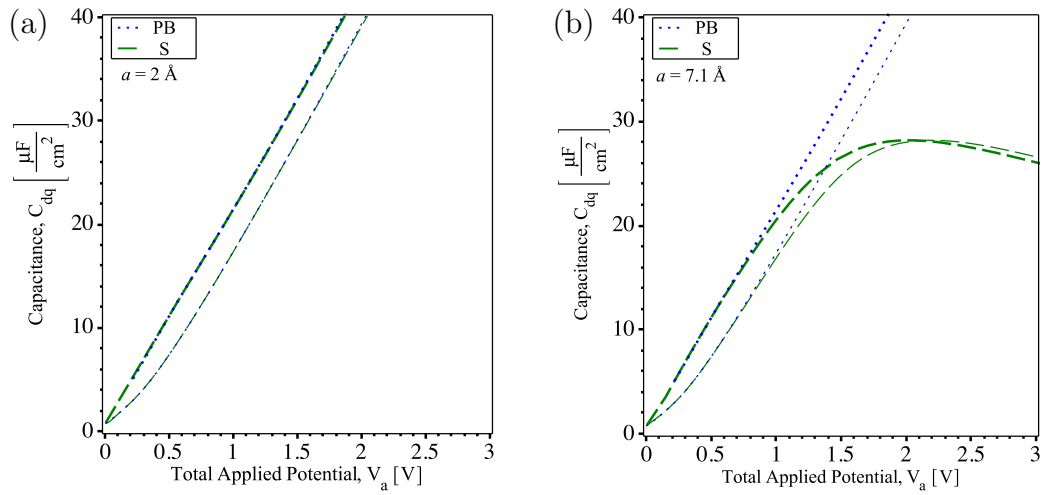 (a)
PB
S
a = 2 Å
Capacitance, C_dq [µF/cm²]
40
30
20
10
0
0 0.5 1 1.5 2 2.5 3
Total Applied Potential, V_a [V]
(b)
PB
S
a = 7.1 Å
Capacitance, C_dq [µF/cm²]
40
30
20
10
0
0 0.5 1 1.5 2 2.5 3
Total Applied Potential, V_a [V]